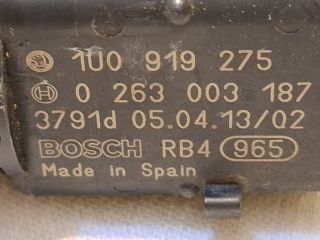 1U0 919 275
0 263 003 187
3791d 05.04.13/02
BOSCH RB4 965
Made in Spain